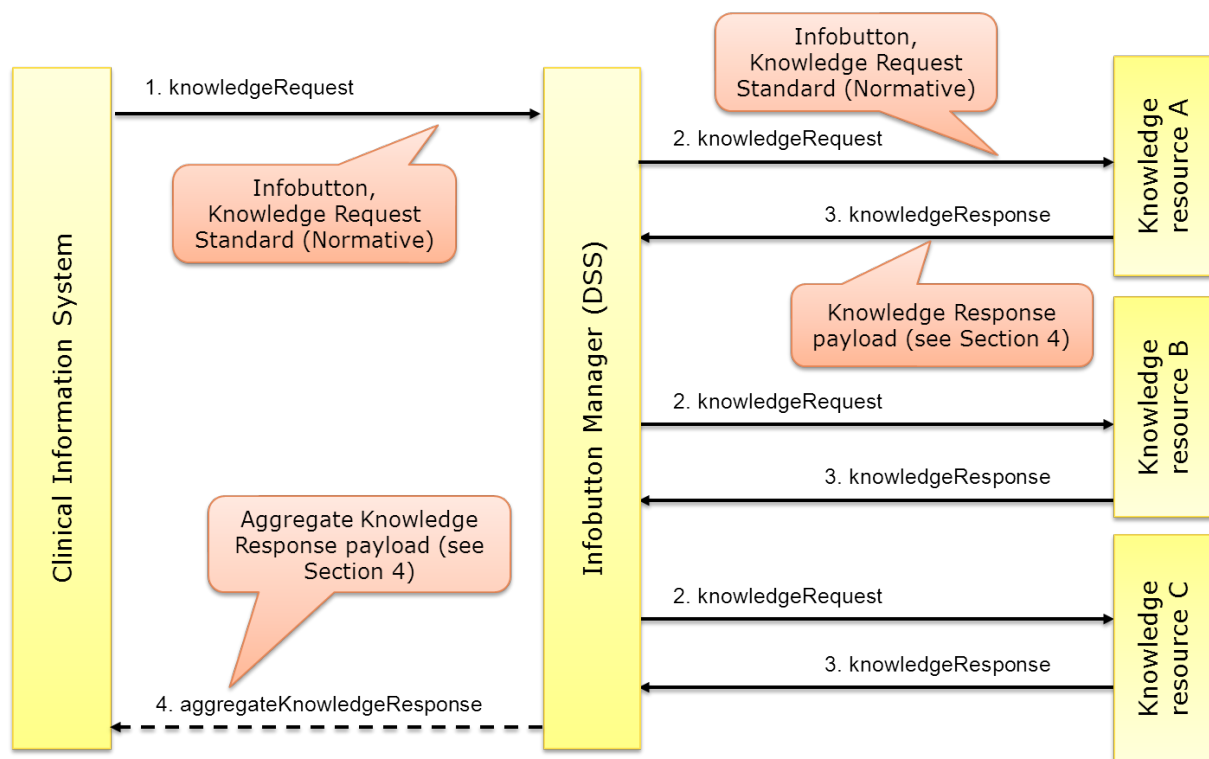 Clinical Information System
1. knowledgeRequest
Infobutton,
Knowledge Request
Standard (Normative)
Aggregate Knowledge
Response payload (see
Section 4)
4. aggregateKnowledgeResponse
Infobutton Manager (DSS)
Infobutton,
Knowledge Request
Standard (Normative)
2. knowledgeRequest
3. knowledgeResponse
Knowledge
resource A
Knowledge Response
payload (see Section 4)
2. knowledgeRequest
3. knowledgeResponse
Knowledge
resource B
2. knowledgeRequest
3. knowledgeResponse
Knowledge
resource C